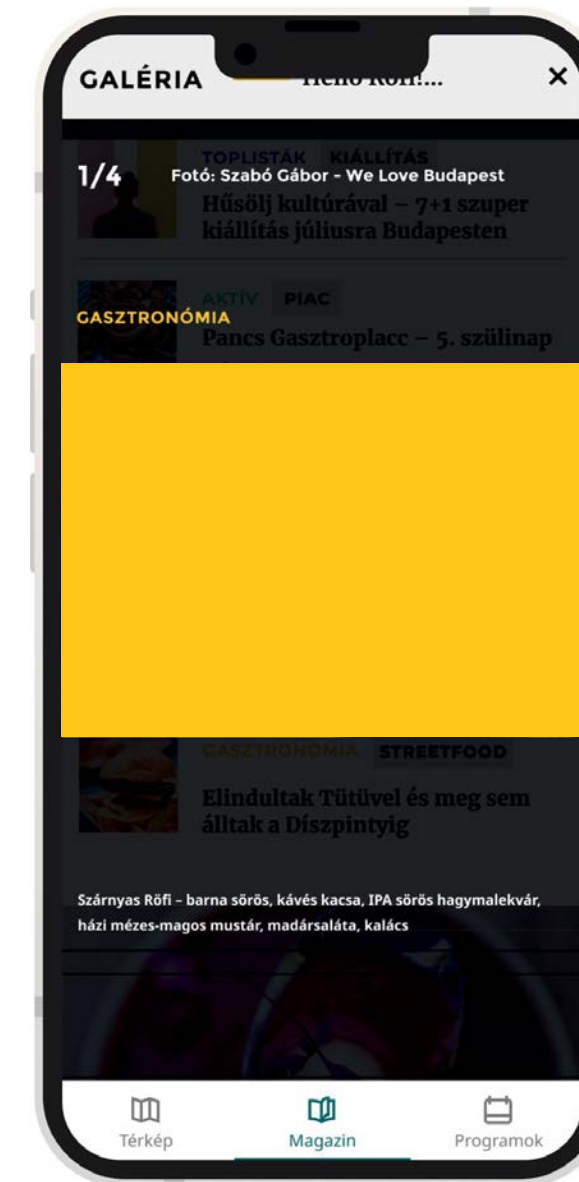 GALÉRIA
Helló Röfi!...
×
TOPLISTÁK KIÁLLÍTÁS
1/4 Fotó: Szabó Gábor - We Love Budapest
Hűsölj kultúrával – 7+1 szuper
kiállítás júliusra Budapesten
AKTÍV PIAC
GASZTRONÓMIA
Pancs Gasztroplacc – 5. szülinap
GASZTRONÓMIA STREETFOOD
Elindultak Tütüvel és meg sem
álltak a Díszpintyig
Szárnyas Röfi – barna sörös, kávés kacsa, IPA sörös hagymalekvár,
házi mézes-magos mustár, madársaláta, kalács
Térkép Magazin Programok